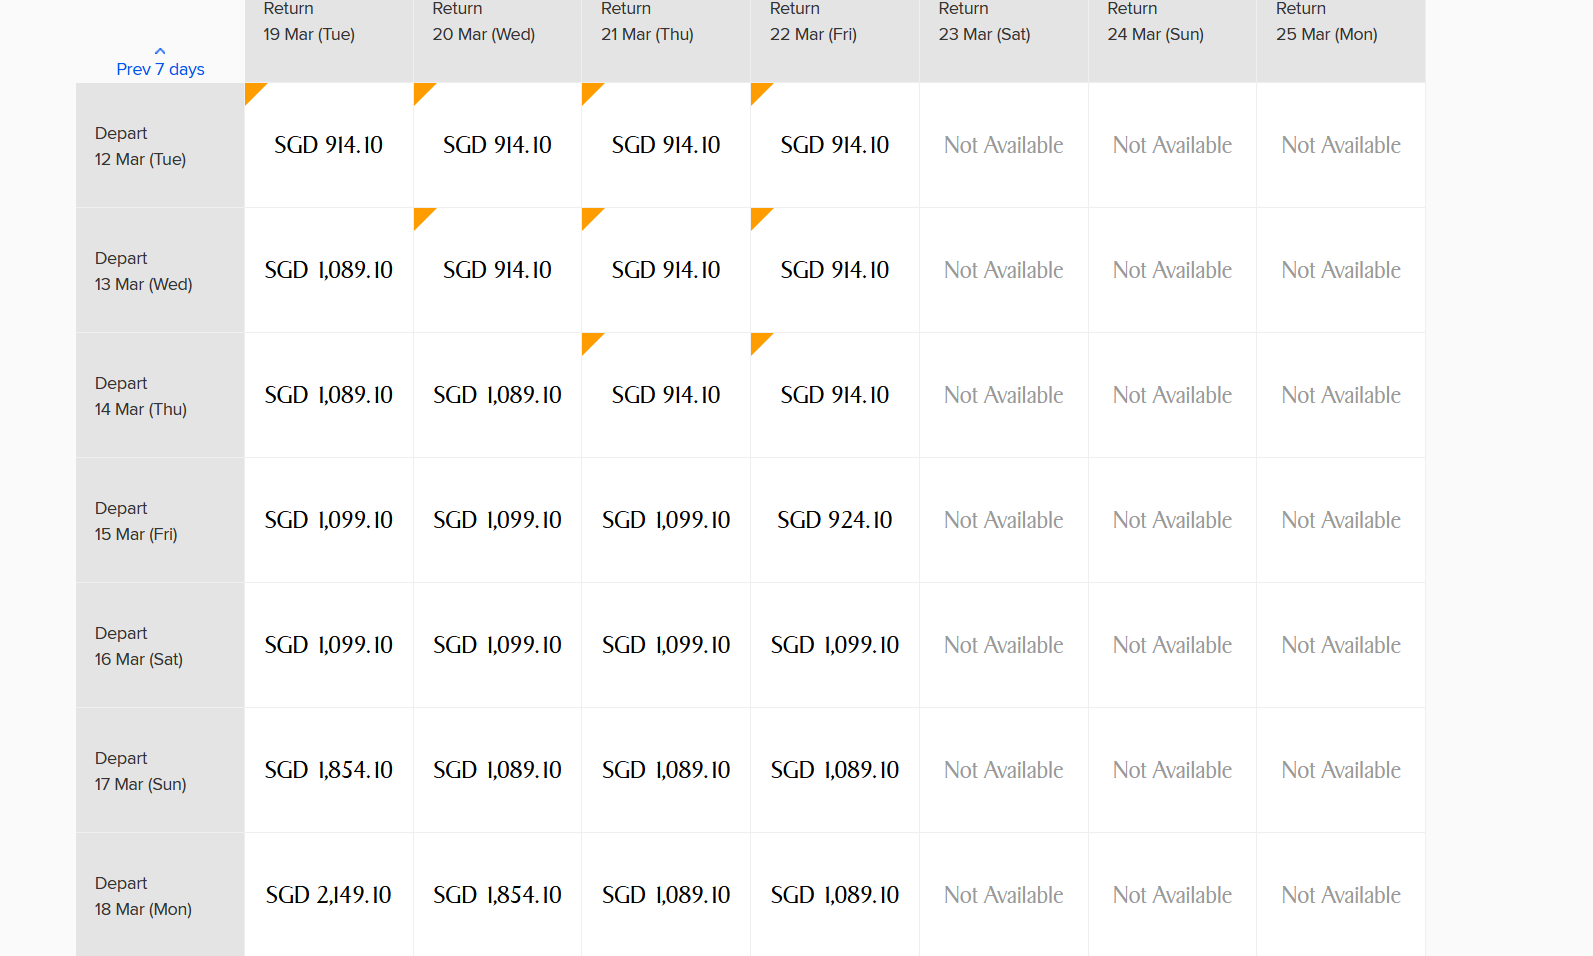 Return Return Return Return Return Return Return
19 Mar (Tue) 20 Mar (Wed) 21 Mar (Thu) 22 Mar (Fri) 23 Mar (Sat) 24 Mar (Sun) 25 Mar (Mon)
Prev 7 days
Depart
12 Mar (Tue)
SGD 914.10 SGD 914.10 SGD 914.10 SGD 914.10 Not Available Not Available Not Available
Depart
13 Mar (Wed)
SGD 1,089.10 SGD 914.10 SGD 914.10 SGD 914.10 Not Available Not Available Not Available
Depart
14 Mar (Thu)
SGD 1,089.10 SGD 1,089.10 SGD 914.10 SGD 914.10 Not Available Not Available Not Available
Depart
15 Mar (Fri)
SGD 1,099.10 SGD 1,099.10 SGD 1,099.10 SGD 924.10 Not Available Not Available Not Available
Depart
16 Mar (Sat)
SGD 1,099.10 SGD 1,099.10 SGD 1,099.10 SGD 1,099.10 Not Available Not Available Not Available
Depart
17 Mar (Sun)
SGD 1,854.10 SGD 1,089.10 SGD 1,089.10 SGD 1,089.10 Not Available Not Available Not Available
Depart
18 Mar (Mon)
SGD 2,149.10 SGD 1,854.10 SGD 1,089.10 SGD 1,089.10 Not Available Not Available Not Available